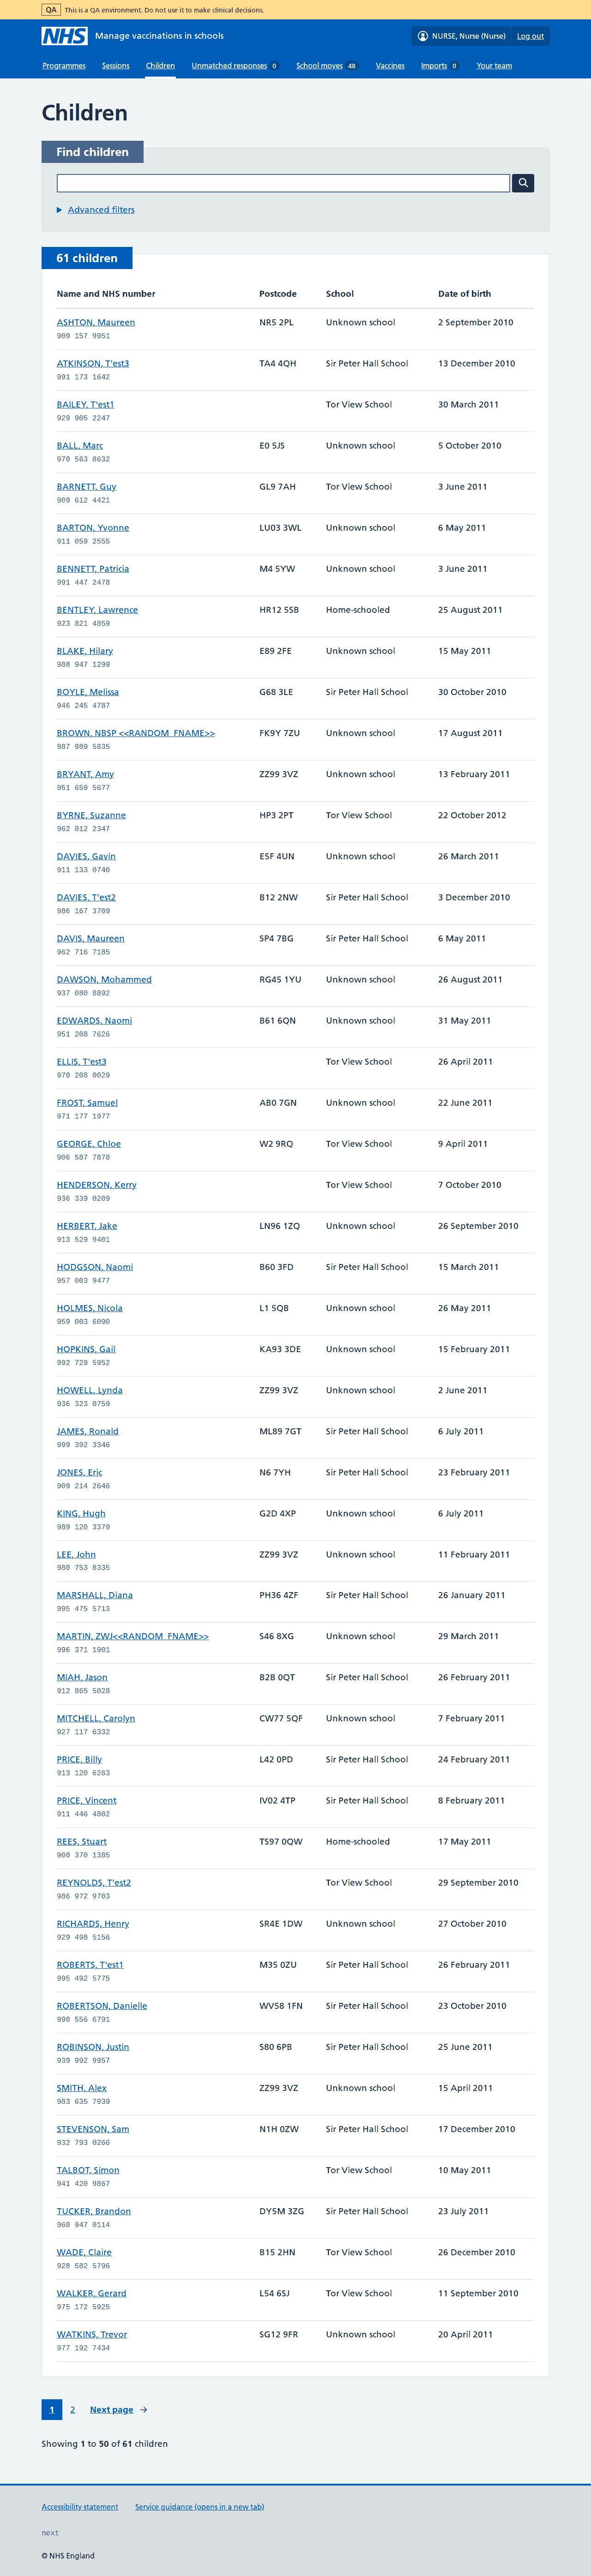 QA This is a QA environment. Do not use it to make clinical decisions.
NHS Manage vaccinations in schools NURSE, Nurse (Nurse) Log out
Programmes Sessions Children Unmatched responses 0 School moves 48 Vaccines Imports 0 Your team
Children
Find children
Advanced filters
61 children
Name and NHS number Postcode School Date of birth
ASHTON, Maureen NR5 2PL Unknown school 2 September 2010
909 157 9951
ATKINSON, T'est3 TA4 4QH Sir Peter Hall School 13 December 2010
991 173 1642
BAILEY, T'est1 Tor View School 30 March 2011
929 905 2247
BALL, Marc E0 5JS Unknown school 5 October 2010
970 563 8632
BARNETT, Guy GL9 7AH Tor View School 3 June 2011
909 612 4421
BARTON, Yvonne LU03 3WL Unknown school 6 May 2011
911 059 2555
BENNETT, Patricia M4 5YW Unknown school 3 June 2011
991 447 2478
BENTLEY, Lawrence HR12 5SB Home-schooled 25 August 2011
923 821 4859
BLAKE, Hilary E89 2FE Unknown school 15 May 2011
988 947 1299
BOYLE, Melissa G68 3LE Sir Peter Hall School 30 October 2010
946 245 4787
BROWN, NBSP <<RANDOM_FNAME>> FK9Y 7ZU Unknown school 17 August 2011
987 989 5835
BRYANT, Amy ZZ99 3VZ Unknown school 13 February 2011
951 659 5677
BYRNE, Suzanne HP3 2PT Tor View School 22 October 2012
962 812 2347
DAVIES, Gavin E5F 4UN Unknown school 26 March 2011
911 133 0740
DAVIES, T'est2 B12 2NW Sir Peter Hall School 3 December 2010
986 167 3709
DAVIS, Maureen SP4 7BG Sir Peter Hall School 6 May 2011
962 716 7185
DAWSON, Mohammed RG45 1YU Unknown school 26 August 2011
937 080 8892
EDWARDS, Naomi B61 6QN Unknown school 31 May 2011
951 208 7626
ELLIS, T'est3 Tor View School 26 April 2011
978 208 0029
FROST, Samuel AB0 7GN Unknown school 22 June 2011
971 177 1977
GEORGE, Chloe W2 9RQ Tor View School 9 April 2011
906 587 7878
HENDERSON, Kerry Tor View School 7 October 2010
936 339 0209
HERBERT, Jake LN96 1ZQ Unknown school 26 September 2010
913 529 9401
HODGSON, Naomi B60 3FD Sir Peter Hall School 15 March 2011
957 003 9477
HOLMES, Nicola L1 5QB Unknown school 26 May 2011
959 003 6090
HOPKINS, Gail KA93 3DE Unknown school 15 February 2011
992 729 5952
HOWELL, Lynda ZZ99 3VZ Unknown school 2 June 2011
936 323 0759
JAMES, Ronald ML89 7GT Sir Peter Hall School 6 July 2011
999 392 3346
JONES, Eric N6 7YH Sir Peter Hall School 23 February 2011
909 214 2646
KING, Hugh G2D 4XP Unknown school 6 July 2011
989 120 3379
LEE, John ZZ99 3VZ Unknown school 11 February 2011
980 753 8335
MARSHALL, Diana PH36 4ZF Sir Peter Hall School 26 January 2011
995 475 5713
MARTIN, ZWJ<<RANDOM_FNAME>> S46 8XG Unknown school 29 March 2011
996 371 1901
MIAH, Jason B2B 0QT Sir Peter Hall School 26 February 2011
912 865 5028
MITCHELL, Carolyn CW77 5QF Unknown school 7 February 2011
927 117 6332
PRICE, Billy L42 0PD Sir Peter Hall School 24 February 2011
913 120 6263
PRICE, Vincent IV02 4TP Sir Peter Hall School 8 February 2011
911 446 4802
REES, Stuart TS97 0QW Home-schooled 17 May 2011
900 370 1385
REYNOLDS, T'est2 Tor View School 29 September 2010
986 972 9703
RICHARDS, Henry SR4E 1DW Unknown school 27 October 2010
929 498 5156
ROBERTS, T'est1 M35 0ZU Sir Peter Hall School 26 February 2011
995 492 5775
ROBERTSON, Danielle WV58 1FN Sir Peter Hall School 23 October 2010
990 556 6791
ROBINSON, Justin S80 6PB Sir Peter Hall School 25 June 2011
939 992 9957
SMITH, Alex ZZ99 3VZ Unknown school 15 April 2011
983 635 7939
STEVENSON, Sam N1H 0ZW Sir Peter Hall School 17 December 2010
932 793 0266
TALBOT, Simon Tor View School 10 May 2011
941 420 9867
TUCKER, Brandon DY5M 3ZG Sir Peter Hall School 23 July 2011
960 947 0114
WADE, Claire B15 2HN Tor View School 26 December 2010
928 582 5796
WALKER, Gerard L54 6SJ Tor View School 11 September 2010
975 172 5925
WATKINS, Trevor SG12 9FR Unknown school 20 April 2011
977 192 7434
1 2 Next page →
Showing 1 to 50 of 61 children
Accessibility statement Service guidance (opens in a new tab)
next
© NHS England